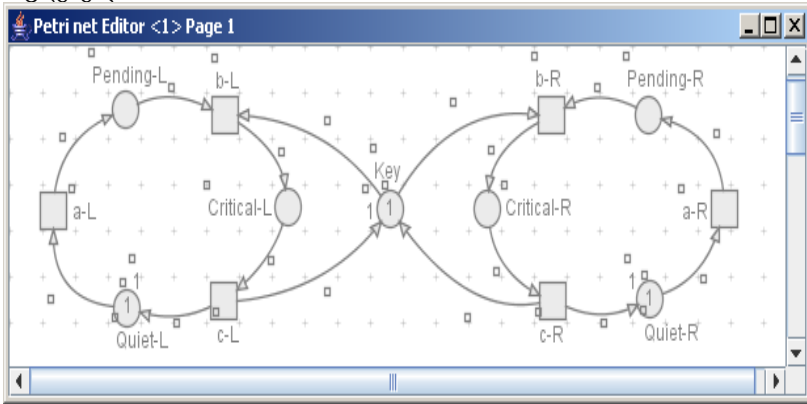 Petri net Editor <1> Page 1
Pending-L
b-L
b-R
Pending-R
Key
a-L
Critical-L
1
1
Critical-R
a-R
1
1
1
1
Quiet-L
c-L
c-R
Quiet-R